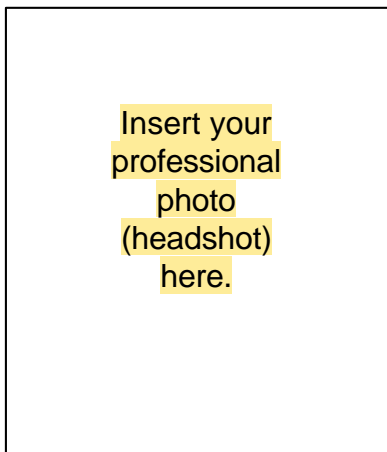 Insert your
professional
photo
(headshot)
here.